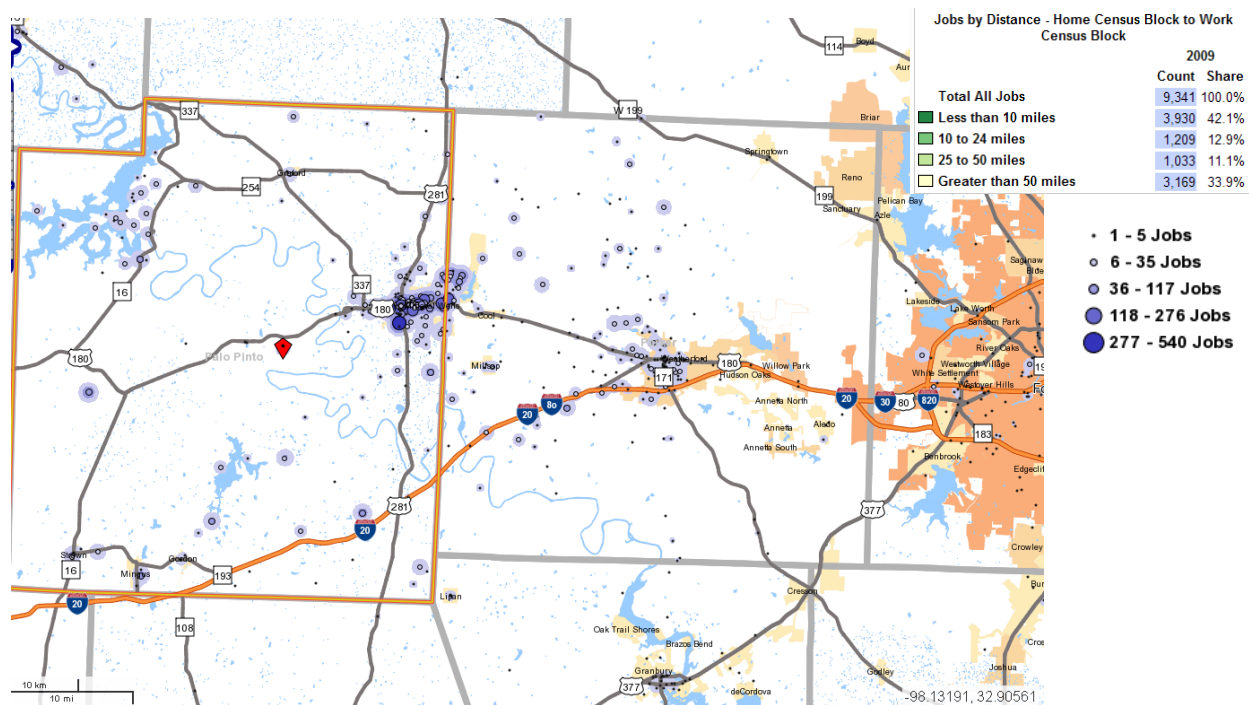 Jobs by Distance - Home Census Block to Work
Census Block
2009
Count Share
Total All Jobs 9,341 100.0%
Less than 10 miles 3,930 42.1%
10 to 24 miles 1,209 12.9%
25 to 50 miles 1,033 11.1%
Greater than 50 miles 3,169 33.9%
1 - 5 Jobs
6 - 35 Jobs
36 - 117 Jobs
118 - 276 Jobs
277 - 540 Jobs
114
Boyd
337
W 199
Briar
Springtown
254
281
Reno
199
Sanctuary
Pelican Bay
Azle
16
337
180
Cool
Lakeside
Lake Worth
Sansom Park
River Oaks
180
Palo Pinto
Weatherford
180
Willow Park
Hudson Oaks
171
Westworth Village
White Settlement
Westover Hills
20
30
80
820
20
80
Annetta North
Annetta
Aledo
Annetta South
183
Benbrook
281
20
377
Crowley
Gordon
16
193
20
Lipan
Cresson
108
Oak Trail Shores
Brazos Bend
Granbury
377
deCordova
Godley
Joshua
10 km
10 mi
-98.13191, 32.90561